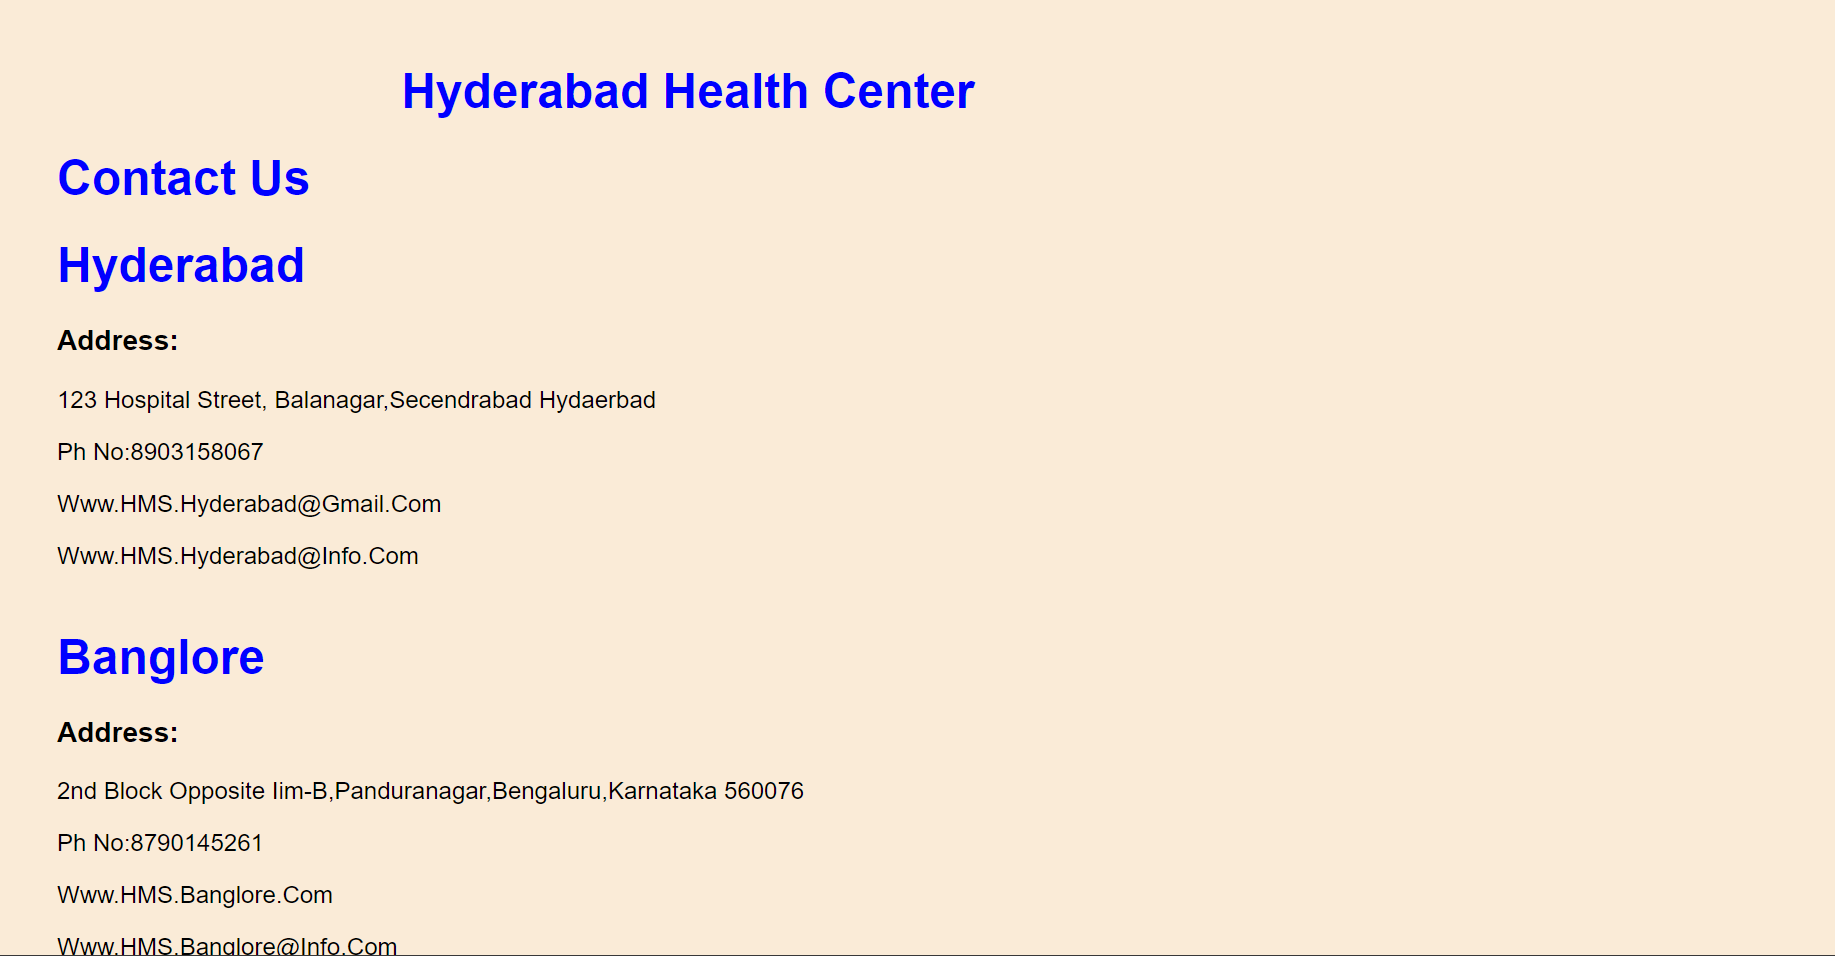 Hyderabad Health Center
Contact Us
Hyderabad
Address:
123 Hospital Street, Balanagar,Secendrabad Hydaerbad
Ph No:8903158067
Www.HMS.Hyderabad@Gmail.Com
Www.HMS.Hyderabad@Info.Com
Banglore
Address:
2nd Block Opposite Iim-B,Panduranagar,Bengaluru,Karnataka 560076
Ph No:8790145261
Www.HMS.Banglore.Com
Www.HMS.Banglore@Info.Com